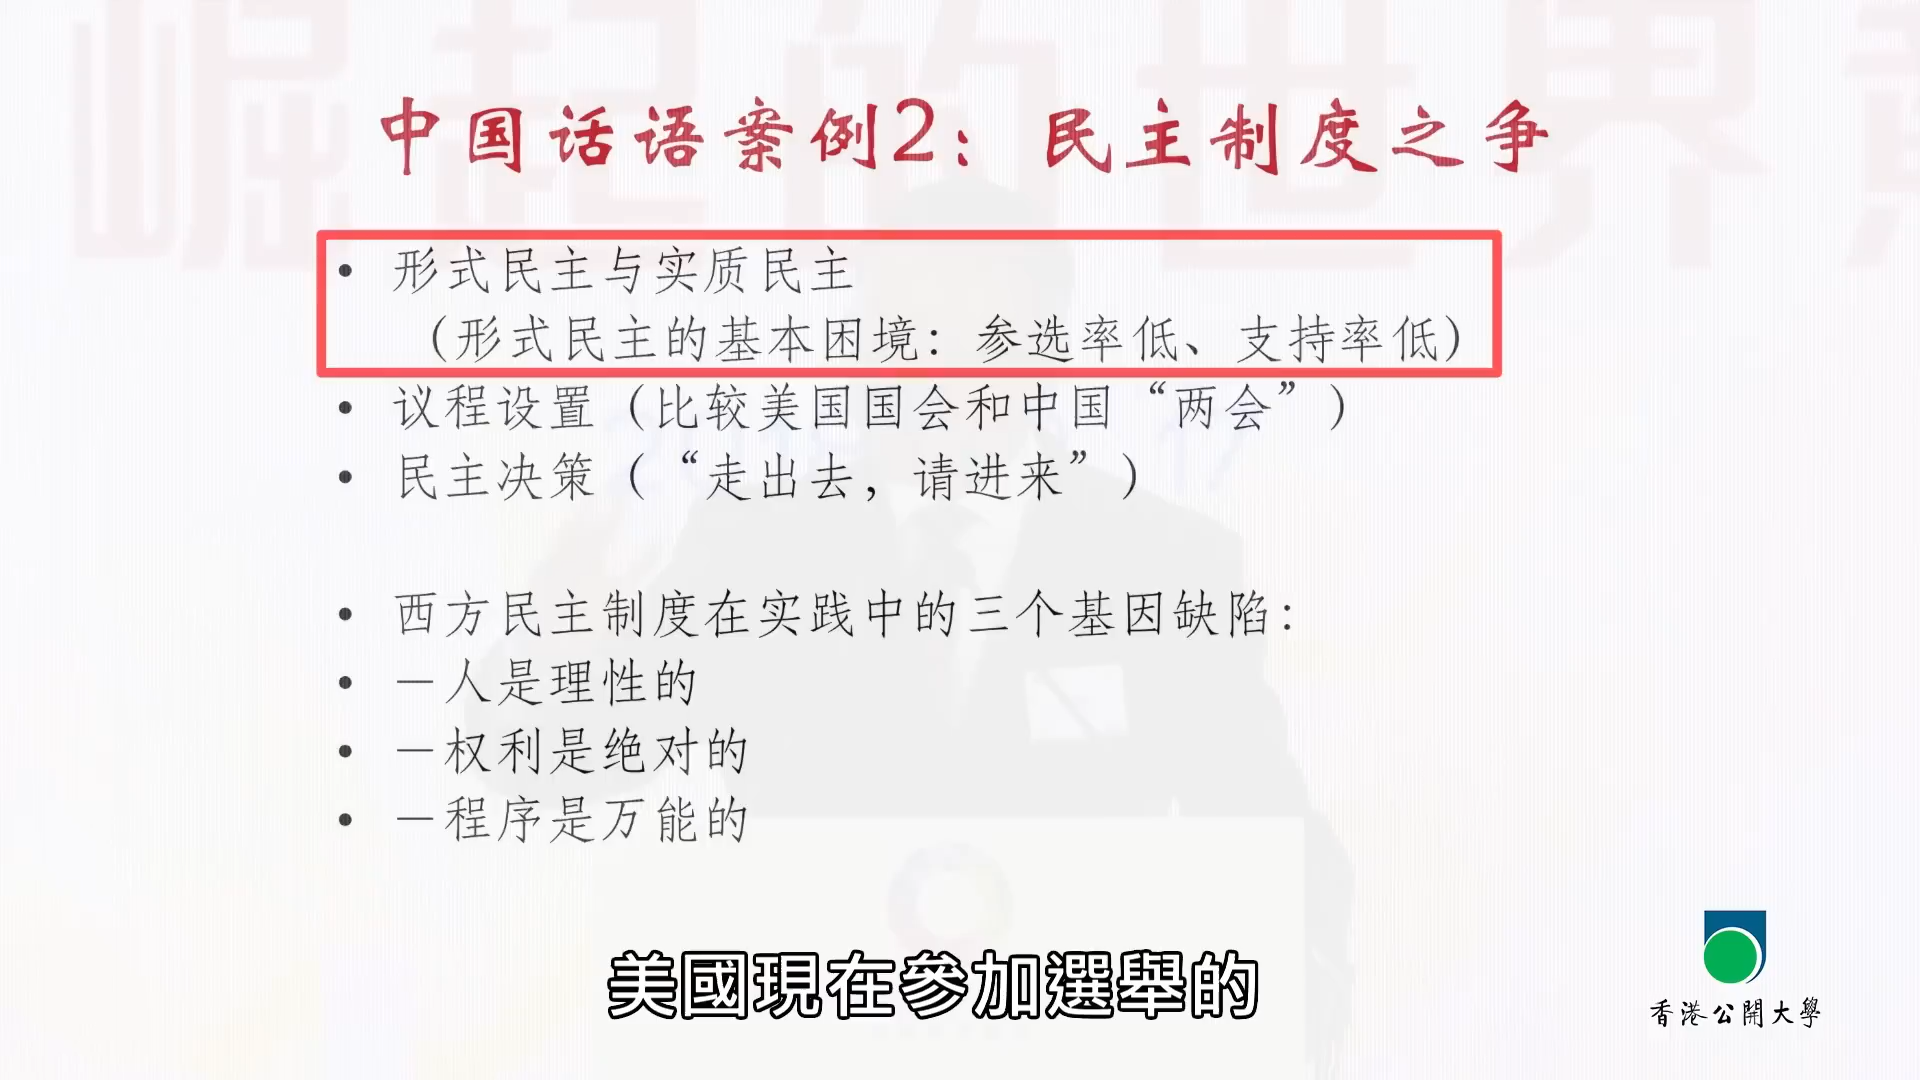 崛起的世界
中国话语案例2：民主制度之争
• 形式民主与实质民主
（形式民主的基本困境：参选率低、支持率低）
• 议程设置（比较美国国会和中国“两会”）
• 民主决策（“走出去，请进来”）
• 西方民主制度在实践中的三个基因缺陷：
• —人是理性的
• —权利是绝对的
• —程序是万能的
美國現在參加選舉的
香港公開大學